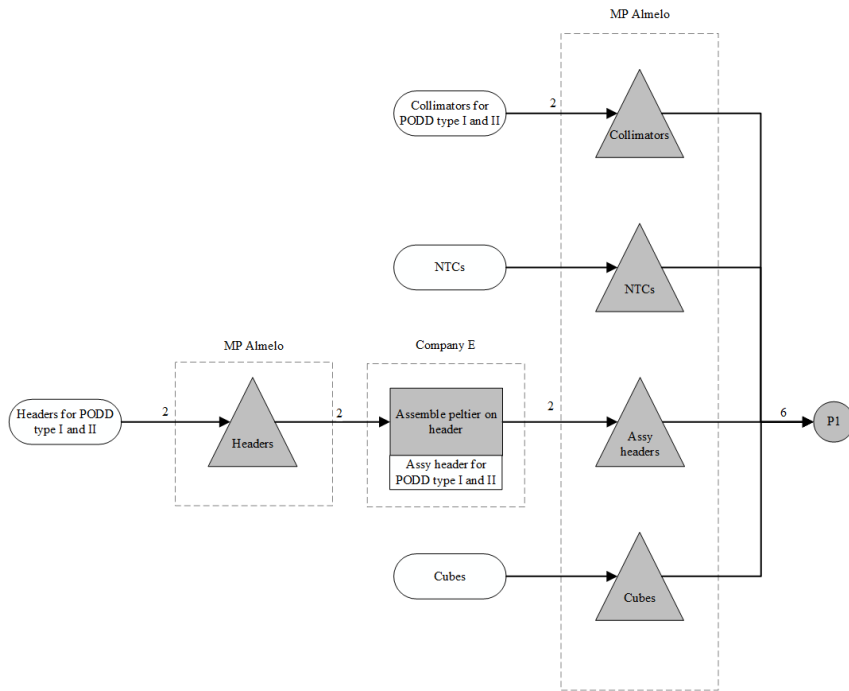 MP Almelo
Collimators for
PODD type I and II
2
Collimators
NTCs
NTCs
MP Almelo
Company E
Headers for PODD
type I and II
2
Headers
2
Assemble peltier on
header
Assy header for
PODD type I and II
2
Assy
headers
6
P1
Cubes
Cubes